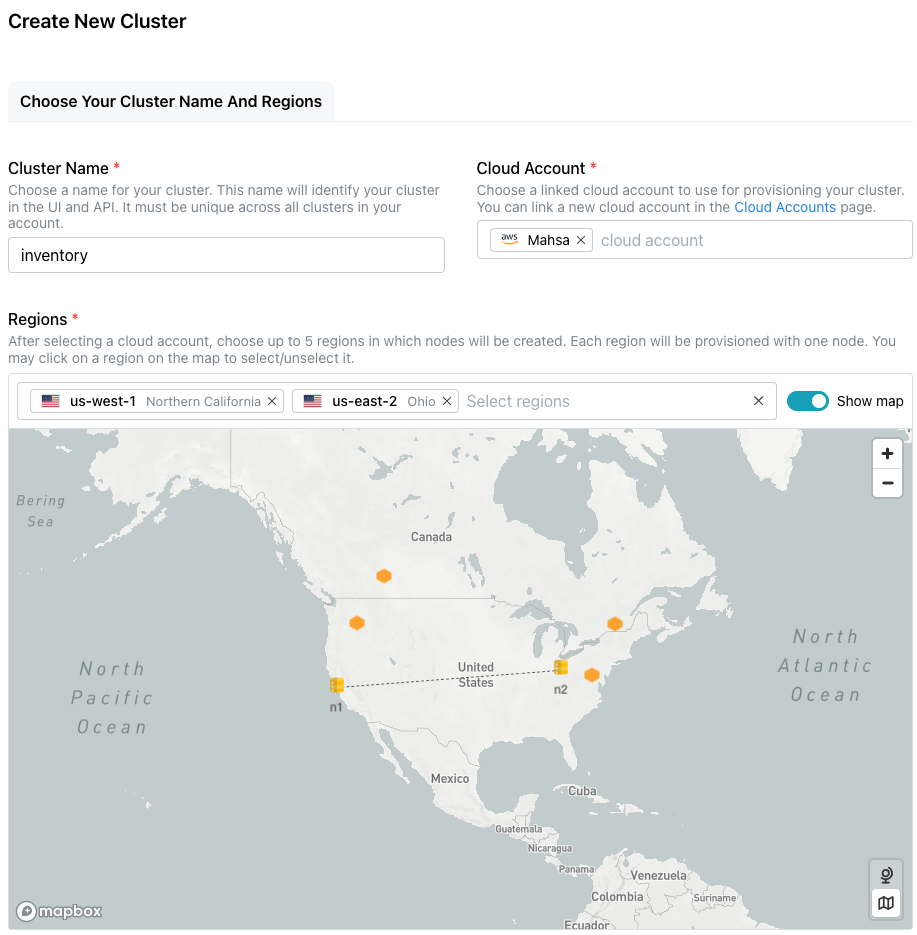 Create New Cluster
Choose Your Cluster Name And Regions
Cluster Name *
Choose a name for your cluster. This name will identify your cluster
in the UI and API. It must be unique across all clusters in your
account.
inventory
Cloud Account *
Choose a linked cloud account to use for provisioning your cluster.
You can link a new cloud account in the Cloud Accounts page.
aws Mahsa × cloud account
Regions *
After selecting a cloud account, choose up to 5 regions in which nodes will be created. Each region will be provisioned with one node. You
may click on a region on the map to select/unselect it.
us-west-1 Northern California × us-east-2 Ohio × Select regions × Show map
+
−
Bering
Sea
Canada
North
Pacific
Ocean
United
States
n1
n2
North
Atlantic
Ocean
Mexico
Cuba
Guatemala
Nicaragua
Panama
Venezuela
Colombia
Suriname
Ecuador
mapbox